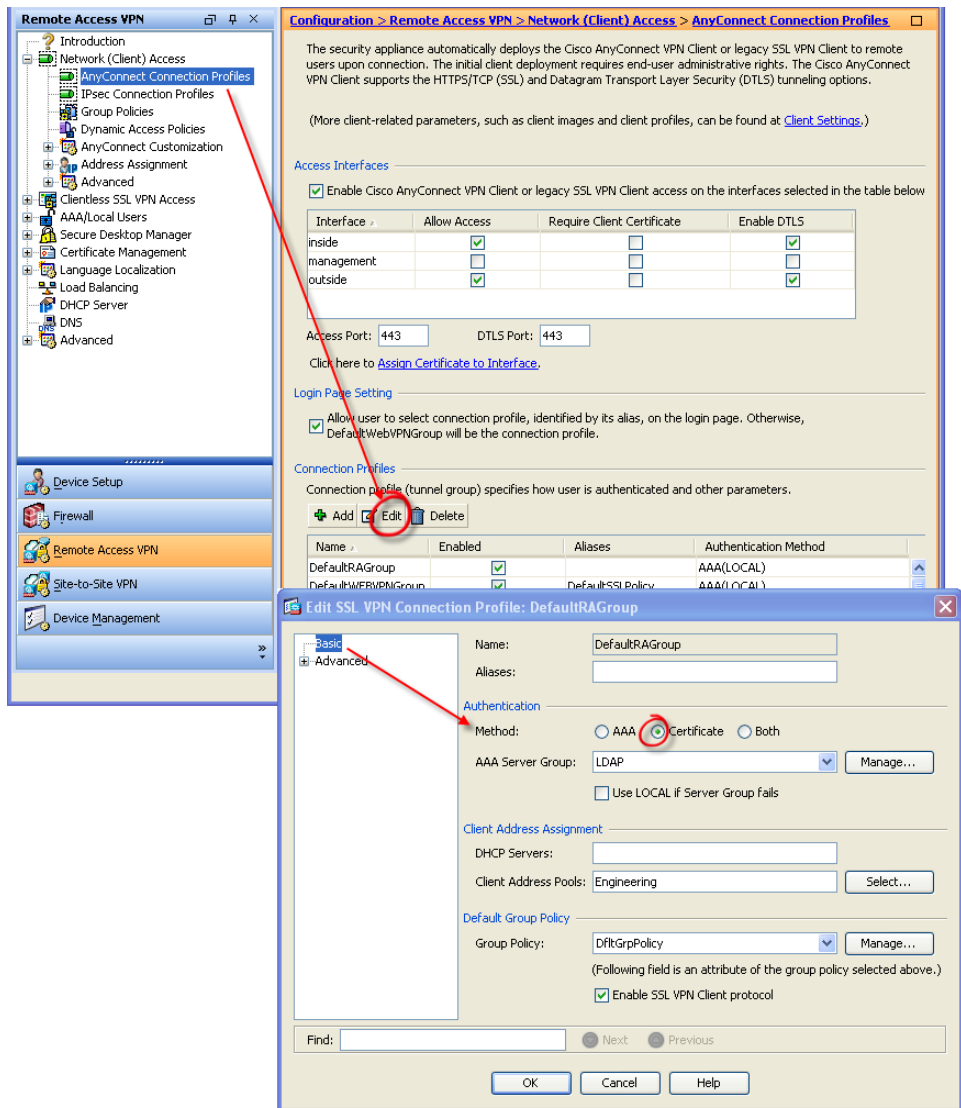 Remote Access VPN
Introduction
Network (Client) Access
AnyConnect Connection Profiles
IPsec Connection Profiles
Group Policies
Dynamic Access Policies
AnyConnect Customization
Address Assignment
Advanced
Clientless SSL VPN Access
AAA/Local Users
Secure Desktop Manager
Certificate Management
Language Localization
Load Balancing
DHCP Server
DNS
Advanced
Device Setup
Firewall
Remote Access VPN
Site-to-Site VPN
Device Management
Configuration > Remote Access VPN > Network (Client) Access > AnyConnect Connection Profiles
The security appliance automatically deploys the Cisco AnyConnect VPN Client or legacy SSL VPN Client to remote
users upon connection. The initial client deployment requires end-user administrative rights. The Cisco AnyConnect
VPN Client supports the HTTPS/TCP (SSL) and Datagram Transport Layer Security (DTLS) tunneling options.
(More client-related parameters, such as client images and client profiles, can be found at Client Settings.)
Access Interfaces
Enable Cisco AnyConnect VPN Client or legacy SSL VPN Client access on the interfaces selected in the table below
Interface Allow Access Require Client Certificate Enable DTLS
inside
management
outside
Access Port: 443 DTLS Port: 443
Click here to Assign Certificate to Interface.
Login Page Setting
Allow user to select connection profile, identified by its alias, on the login page. Otherwise,
DefaultWebVPNGroup will be the connection profile.
Connection Profiles
Connection profile (tunnel group) specifies how user is authenticated and other parameters.
Add Edit Delete
Name Enabled Aliases Authentication Method
DefaultRAGroup AAA(LOCAL)
DefaultWEBVPNGroup DefaultSSLPolicy AAA(LOCAL)
Edit SSL VPN Connection Profile: DefaultRAGroup
Basic
Advanced
Name: DefaultRAGroup
Aliases:
Authentication
Method: AAA Certificate Both
AAA Server Group: LDAP Manage...
Use LOCAL if Server Group fails
Client Address Assignment
DHCP Servers:
Client Address Pools: Engineering Select...
Default Group Policy
Group Policy: DfltGrpPolicy Manage...
(Following field is an attribute of the group policy selected above.)
Enable SSL VPN Client protocol
Find: Next Previous
OK Cancel Help